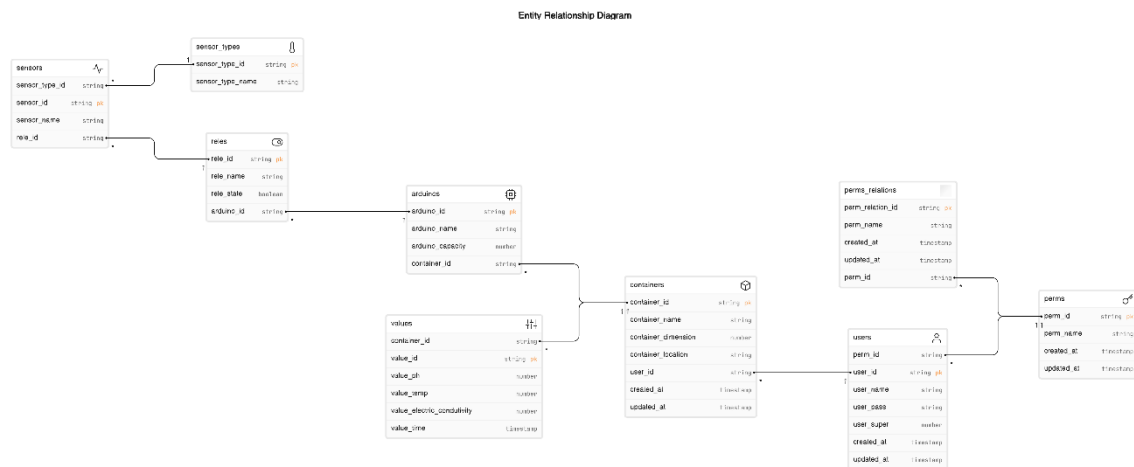 Entity Relationship Diagram
sensors
sensor_type_id string
sensor_id string pk
sensor_name string
rele_id string
sensor_types
sensor_type_id string pk
sensor_type_name string
reles
rele_id string pk
rele_name string
rele_state boolean
arduino_id string
arduinos
arduino_id string pk
arduino_name string
arduino_capacity number
container_id string
values
container_id string
value_id string pk
value_ph number
value_temp number
value_electric_condutivity number
value_time timestamp
containers
container_id string pk
container_name string
container_dimension number
container_location string
user_id string
created_at timestamp
updated_at timestamp
perms_relations
perm_relation_id string pk
perm_name string
created_at timestamp
updated_at timestamp
perm_id string
users
perm_id string
user_id string pk
user_name string
user_pass string
user_super number
created_at timestamp
updated_at timestamp
perms
perm_id string pk
perm_name string
created_at timestamp
updated_at timestamp